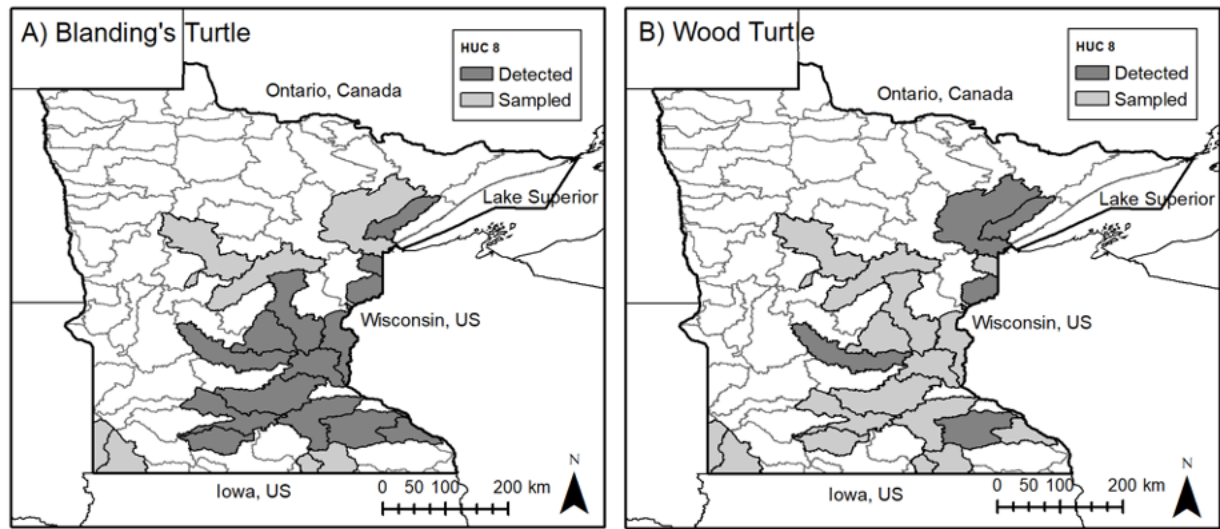 A) Blanding's Turtle
HUC 8
Detected
Sampled
Ontario, Canada
Lake Superior
Wisconsin, US
Iowa, US
0 50 100 200 km
N
B) Wood Turtle
HUC 8
Detected
Sampled
Ontario, Canada
Lake Superior
Wisconsin, US
Iowa, US
0 50 100 200 km
N